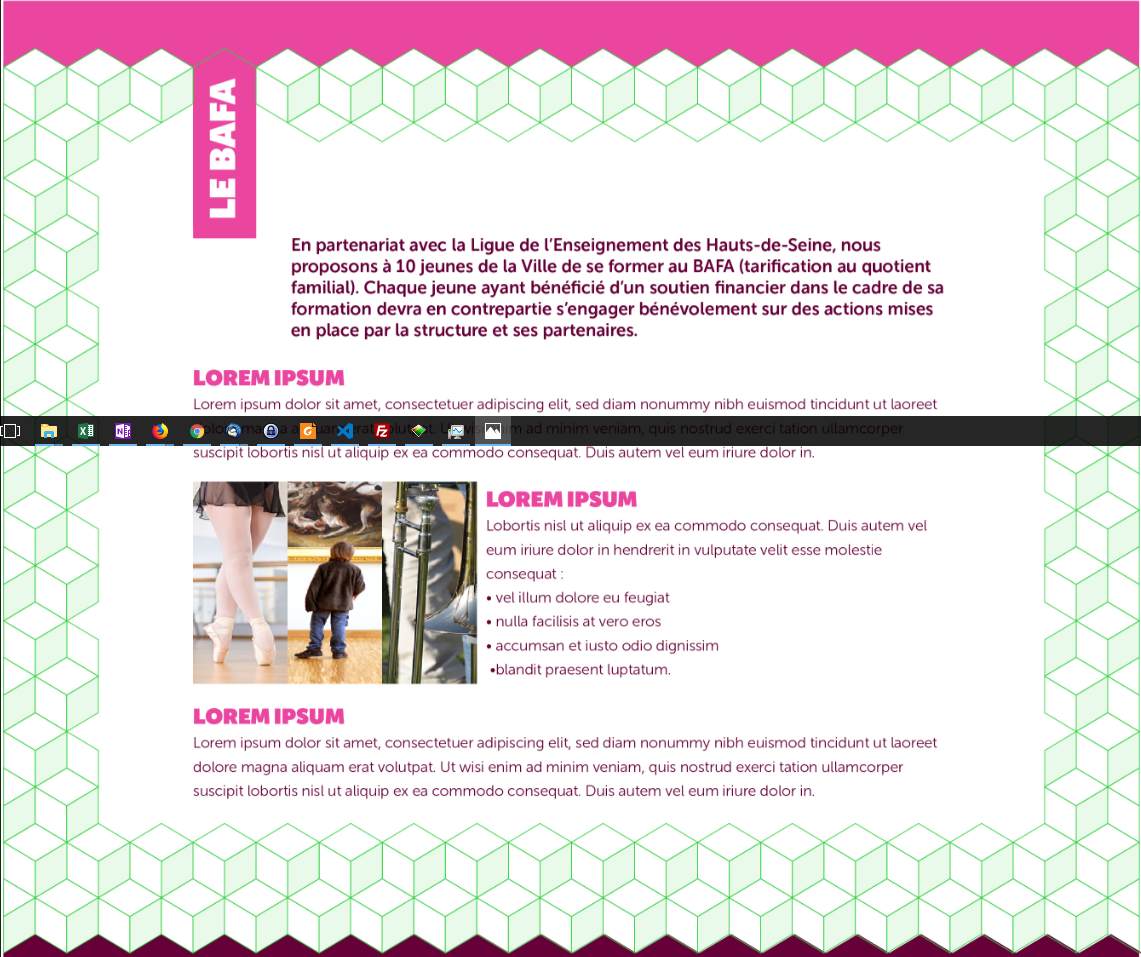 LE BAFA
En partenariat avec la Ligue de l’Enseignement des Hauts-de-Seine, nous
proposons à 10 jeunes de la Ville de se former au BAFA (tarification au quotient
familial). Chaque jeune ayant bénéficié d’un soutien financier dans le cadre de sa
formation devra en contrepartie s’engager bénévolement sur des actions mises
en place par la structure et ses partenaires.
LOREM IPSUM
Lorem ipsum dolor sit amet, consectetuer adipiscing elit, sed diam nonummy nibh euismod tincidunt ut laoreet
ad minim veniam, quis nostrud exerci tation ullamcorper
suscipit lobortis nisl ut aliquip ex ea commodo consequat. Duis autem vel eum iriure dolor in.
LOREM IPSUM
Lobortis nisl ut aliquip ex ea commodo consequat. Duis autem vel
eum iriure dolor in hendrerit in vulputate velit esse molestie
consequat :
• vel illum dolore eu feugiat
• nulla facilisis at vero eros
• accumsan et iusto odio dignissim
•blandit praesent luptatum.
LOREM IPSUM
Lorem ipsum dolor sit amet, consectetuer adipiscing elit, sed diam nonummy nibh euismod tincidunt ut laoreet
dolore magna aliquam erat volutpat. Ut wisi enim ad minim veniam, quis nostrud exerci tation ullamcorper
suscipit lobortis nisl ut aliquip ex ea commodo consequat. Duis autem vel eum iriure dolor in.